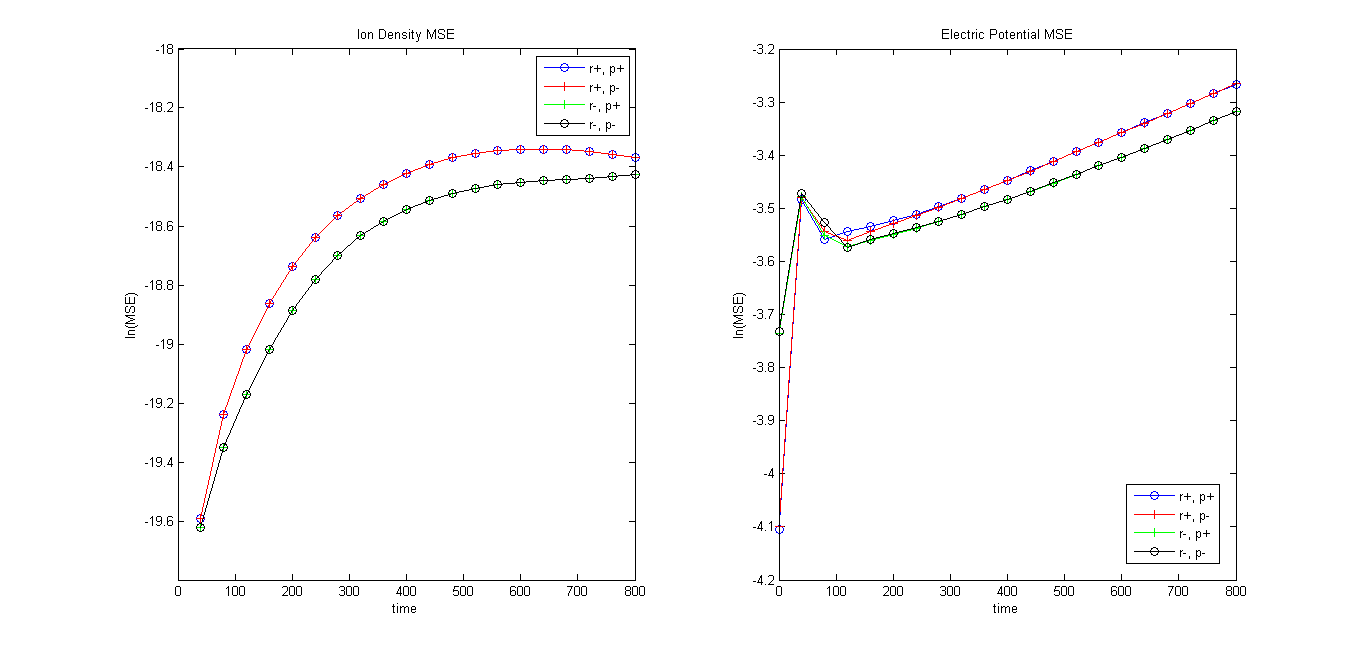 Ion Density MSE
-18
-18.2
-18.4
-18.6
-18.8
-19
-19.2
-19.4
-19.6
ln(MSE)
0 100 200 300 400 500 600 700 800
time
r+, p+
r+, p-
r-, p+
r-, p-
Electric Potential MSE
-3.2
-3.3
-3.4
-3.5
-3.6
-3.7
-3.8
-3.9
-4
-4.1
-4.2
ln(MSE)
0 100 200 300 400 500 600 700 800
time
r+, p+
r+, p-
r-, p+
r-, p-